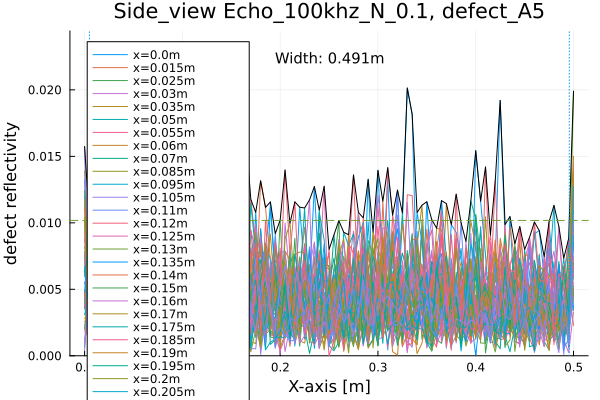 Side_view Echo_100khz_N_0.1, defect_A5
Width: 0.491m
x=0.0m
x=0.015m
x=0.025m
x=0.03m
x=0.035m
x=0.05m
x=0.055m
x=0.06m
x=0.07m
x=0.085m
x=0.095m
x=0.105m
x=0.11m
x=0.12m
x=0.125m
x=0.13m
x=0.135m
x=0.14m
x=0.15m
x=0.16m
x=0.17m
x=0.175m
x=0.185m
x=0.19m
x=0.195m
x=0.2m
x=0.205m
defect reflectivity
0.020
0.015
0.010
0.005
0.000
0.2
0.3
0.4
0.5
X-axis [m]